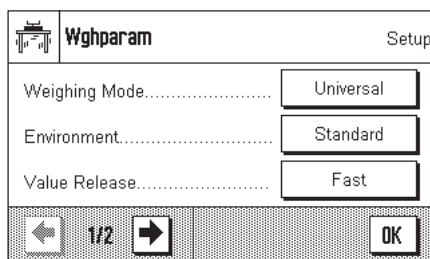 Wghparam Setup
Weighing Mode........................ Universal
Environment............................. Standard
Value Release......................... Fast
1/2 OK